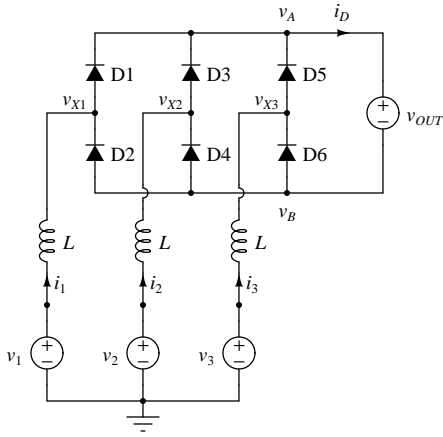 v_A i_D
D1 D3 D5
v_X1 v_X2 v_X3
+ − v_OUT
D2 D4 D6
v_B
L L L
i_1 i_2 i_3
v_1 + − v_2 + − v_3 + −